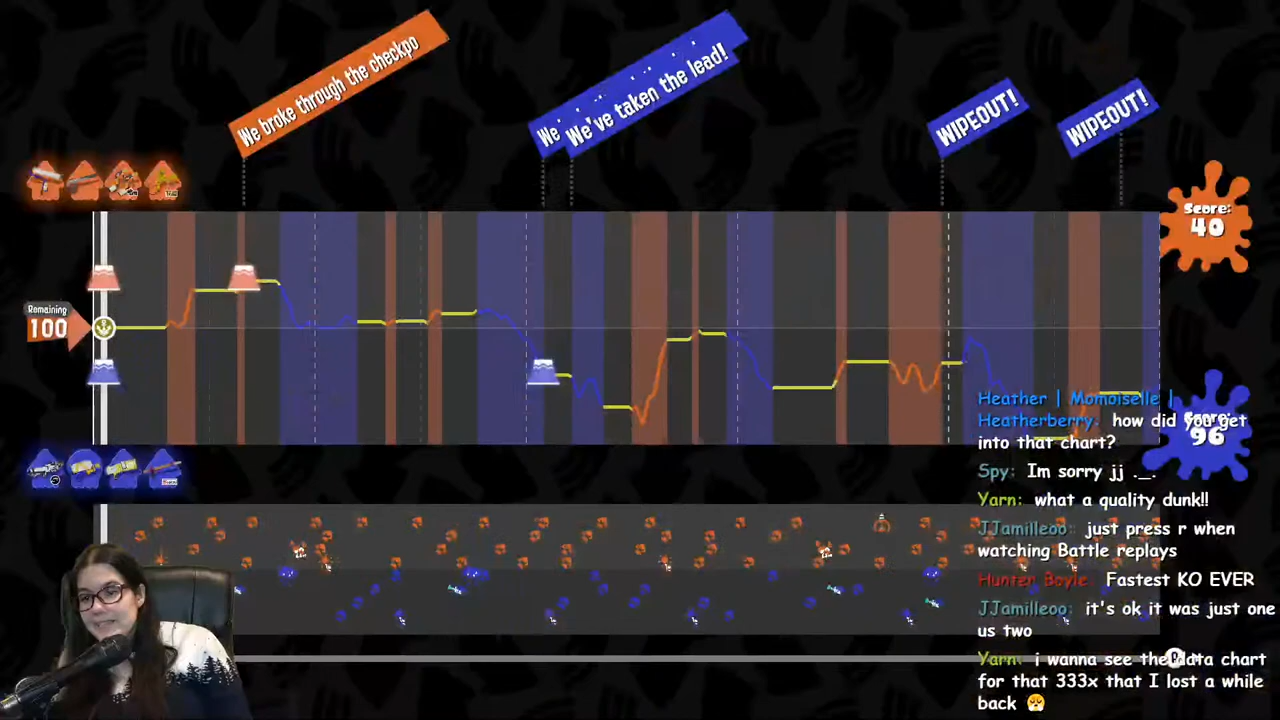 We broke through the checkpo
We
We've taken the lead!
WIPEOUT!
WIPEOUT!
Score:
40
Remaining
100
Score:
96
Heather | Momoiselle |
Heatherberry: how did you get
into that chart?
Spy: Im sorry jj ._.
Yarn: what a quality dunk!!
JJamilleoo: just press r when
watching Battle replays
Hunter Boyle: Fastest KO EVER
JJamilleoo: it's ok it was just one
us two
Yarn: i wanna see the data chart
for that 333x that I lost a while
back